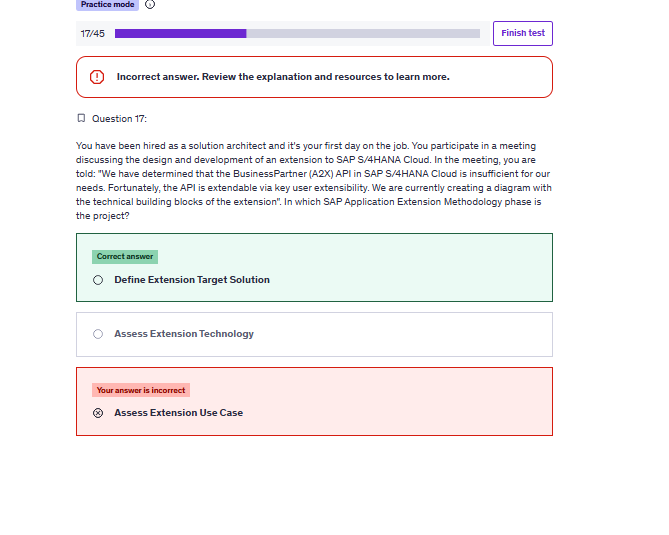 Practice mode
17/45
Finish test
Incorrect answer. Review the explanation and resources to learn more.
Question 17:
You have been hired as a solution architect and it's your first day on the job. You participate in a meeting
discussing the design and development of an extension to SAP S/4HANA Cloud. In the meeting, you are
told: "We have determined that the BusinessPartner (A2X) API in SAP S/4HANA Cloud is insufficient for our
needs. Fortunately, the API is extendable via key user extensibility. We are currently creating a diagram with
the technical building blocks of the extension". In which SAP Application Extension Methodology phase is
the project?
Correct answer
Define Extension Target Solution
Assess Extension Technology
Your answer is incorrect
Assess Extension Use Case